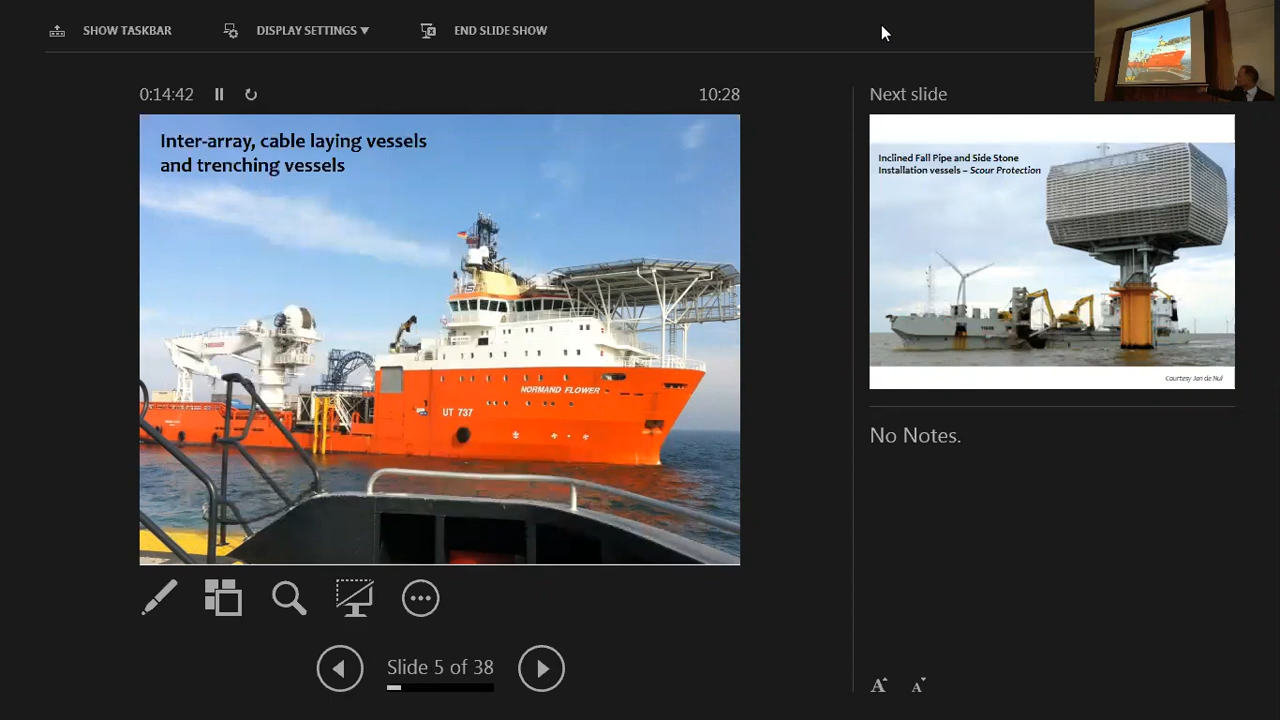 SHOW TASKBAR
DISPLAY SETTINGS ▼
END SLIDE SHOW
0:14:42
10:28
Next slide
Inter-array, cable laying vessels
and trenching vessels
NORMAND FLOWER
UT 737
Inclined Fall Pipe and Side Stone
Installation vessels – Scour Protection
Courtesy Jan de Nul
No Notes.
Slide 5 of 38
A A